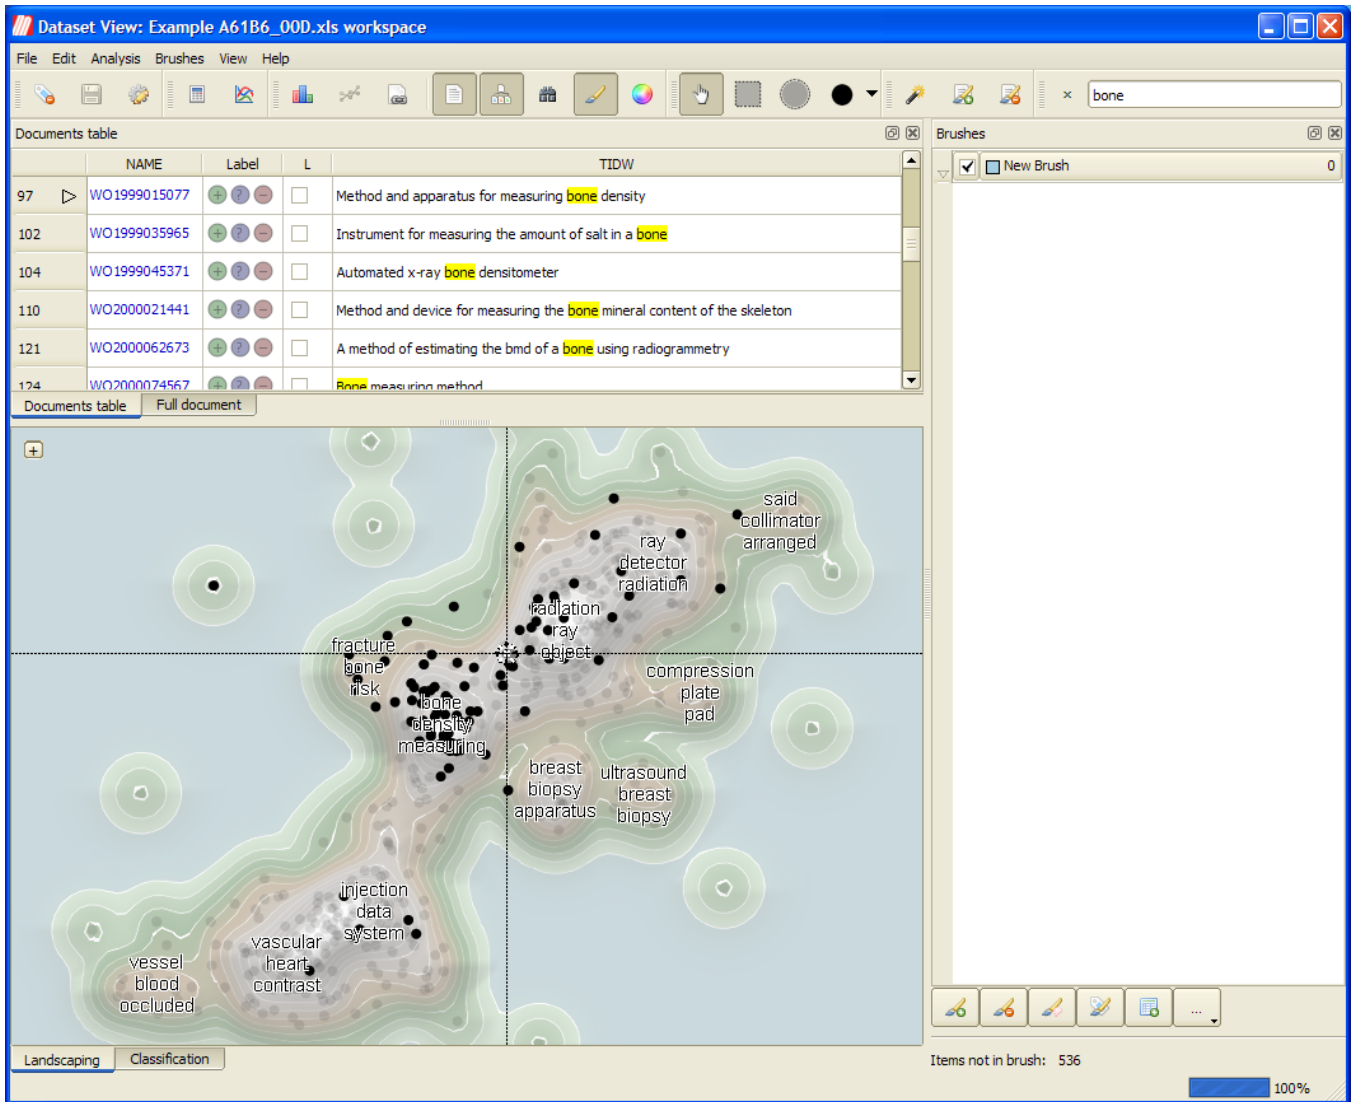 Dataset View: Example A61B6_00D.xls workspace
File Edit Analysis Brushes View Help
bone
Documents table
Brushes
NAME Label L TIDW
New Brush 0
97 WO1999015077 Method and apparatus for measuring bone density
102 WO1999035965 Instrument for measuring the amount of salt in a bone
104 WO1999045371 Automated x-ray bone densitometer
110 WO2000021441 Method and device for measuring the bone mineral content of the skeleton
121 WO2000062673 A method of estimating the bmd of a bone using radiogrammetry
124 WO2000074567 Bone measuring method
Documents table Full document
said
collimator
arranged
ray
detector
radiation
radiation
ray
object
fracture
bone
risk
compression
plate
pad
bone
density
measuring
breast
biopsy
apparatus
ultrasound
breast
biopsy
injection
data
system
vascular
heart
contrast
vessel
blood
occluded
...
Landscaping Classification
Items not in brush: 536
100%